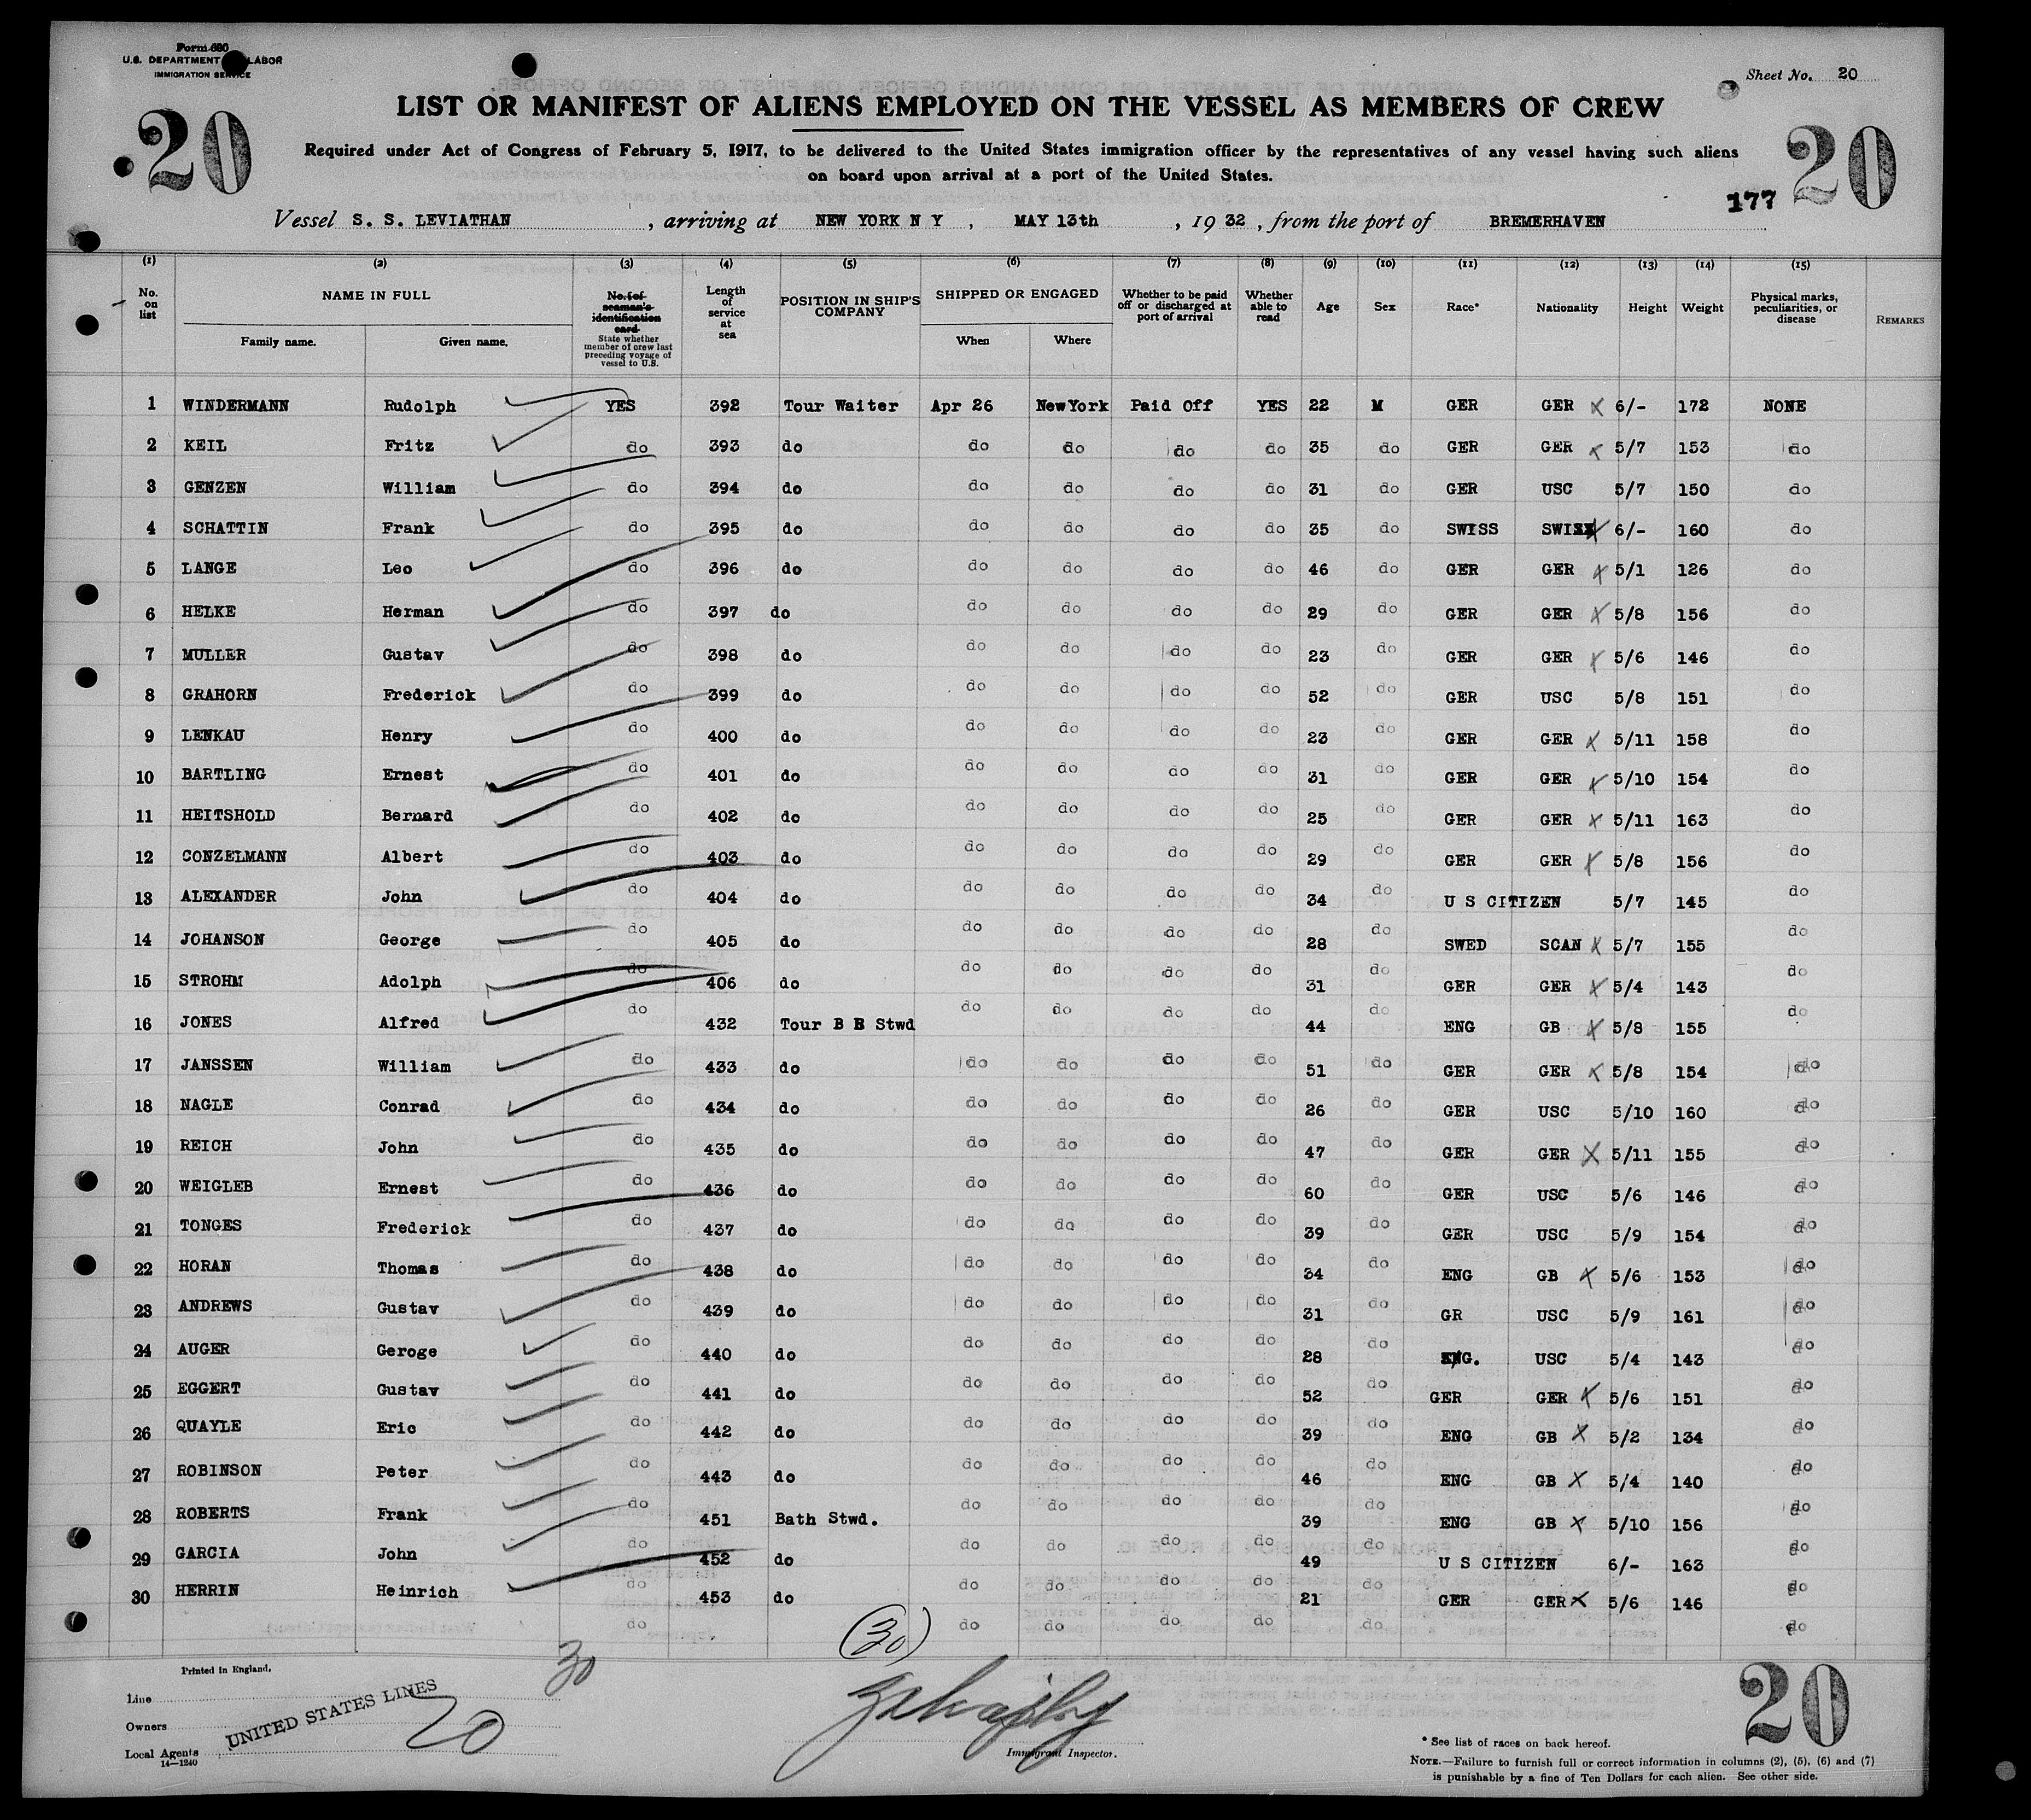 Form 680
U.S. DEPARTMENT LABOR
IMMIGRATION SERVICE
Sheet No. 20
20
LIST OR MANIFEST OF ALIENS EMPLOYED ON THE VESSEL AS MEMBERS OF CREW
20
Required under Act of Congress of February 5, 1917, to be delivered to the United States immigration officer by the representatives of any vessel having such aliens
on board upon arrival at a port of the United States.
177
Vessel S. S. LEVIATHAN , arriving at NEW YORK N Y , MAY 13th , 19 32 , from the port of BREMERHAVEN
(1) (2) (3) (4) (5) (6) (7) (8) (9) (10) (11) (12) (13) (14) (15)
No. on list NAME IN FULL Family name. Given name. No. of seaman's identification card State whether member of crew last preceding voyage of vessel to U.S. Length of service at sea POSITION IN SHIP'S COMPANY SHIPPED OR ENGAGED When Where Whether to be paid off or discharged at port of arrival Whether able to read Age Sex Race* Nationality Height Weight Physical marks, peculiarities, or disease REMARKS
1 WINDERMANN Rudolph YES 392 Tour Waiter Apr 26 NewYork Paid Off YES 22 M GER GER x 6/- 172 NONE
2 KEIL Fritz do 393 do do do do do 35 do GER GER x 5/7 153 do
3 GENZEN William do 394 do do do do do 31 do GER USC 5/7 150 do
4 SCHATTIN Frank do 395 do do do do do 35 do SWISS SWISS x 6/- 160 do
5 LANGE Leo do 396 do do do do do 46 do GER GER x 5/1 126 do
6 HELKE Herman do 397 do do do do do 29 do GER GER x 5/8 156 do
7 MULLER Gustav do 398 do do do do do 23 do GER GER x 5/6 146 do
8 GRAHORN Frederick do 399 do do do do do 52 do GER USC 5/8 151 do
9 LENKAU Henry do 400 do do do do do 23 do GER GER x 5/11 158 do
10 BARTLING Ernest do 401 do do do do do 31 do GER GER x 5/10 154 do
11 HEITSHOLD Bernard do 402 do do do do do 25 do GER GER x 5/11 163 do
12 CONZELMANN Albert do 403 do do do do do 29 do GER GER x 5/8 156 do
13 ALEXANDER John do 404 do do do do do 34 do U S CITIZEN 5/7 145 do
14 JOHANSON George do 405 do do do do do 28 do SWED SCAN x 5/7 155 do
15 STROHM Adolph do 406 do do do do do 31 do GER GER x 5/4 143 do
16 JONES Alfred do 432 Tour B R Stwd do do do do 44 do ENG GB x 5/8 155 do
17 JANSSEN William do 433 do do do do do 51 do GER GER x 5/8 154 do
18 NAGLE Conrad do 434 do do do do do 26 do GER USC 5/10 160 do
19 REICH John do 435 do do do do do 47 do GER GER x 5/11 155 do
20 WEIGLEB Ernest do 436 do do do do do 60 do GER USC 5/6 146 do
21 TONGES Frederick do 437 do do do do do 39 do GER USC 5/9 154 do
22 HORAN Thomas do 438 do do do do do 34 do ENG GB x 5/6 153 do
23 ANDREWS Gustav do 439 do do do do do 31 do GR USC 5/9 161 do
24 AUGER Geroge do 440 do do do do do 28 do ENG. USC 5/4 143 do
25 EGGERT Gustav do 441 do do do do do 52 do GER GER x 5/6 151 do
26 QUAYLE Eric do 442 do do do do do 39 do ENG GB x 5/2 134 do
27 ROBINSON Peter do 443 do do do do do 46 do ENG GB x 5/4 140 do
28 ROBERTS Frank do 451 Bath Stwd. do do do do 39 do ENG GB x 5/10 156 do
29 GARCIA John do 452 do do do do do 49 do U S CITIZEN 6/- 163 do
30 HERRIN Heinrich do 453 do do do do do 21 do GER GER x 5/6 146 do
do do do do do do do
(30)
30
Printed in England.
Line
Owners
UNITED STATES LINES
20
Local Agents
14—1240
Immigrant Inspector.
20
* See list of races on back hereof.
NOTE.—Failure to furnish full or correct information in columns (2), (5), (6) and (7)
is punishable by a fine of Ten Dollars for each alien. See other side.